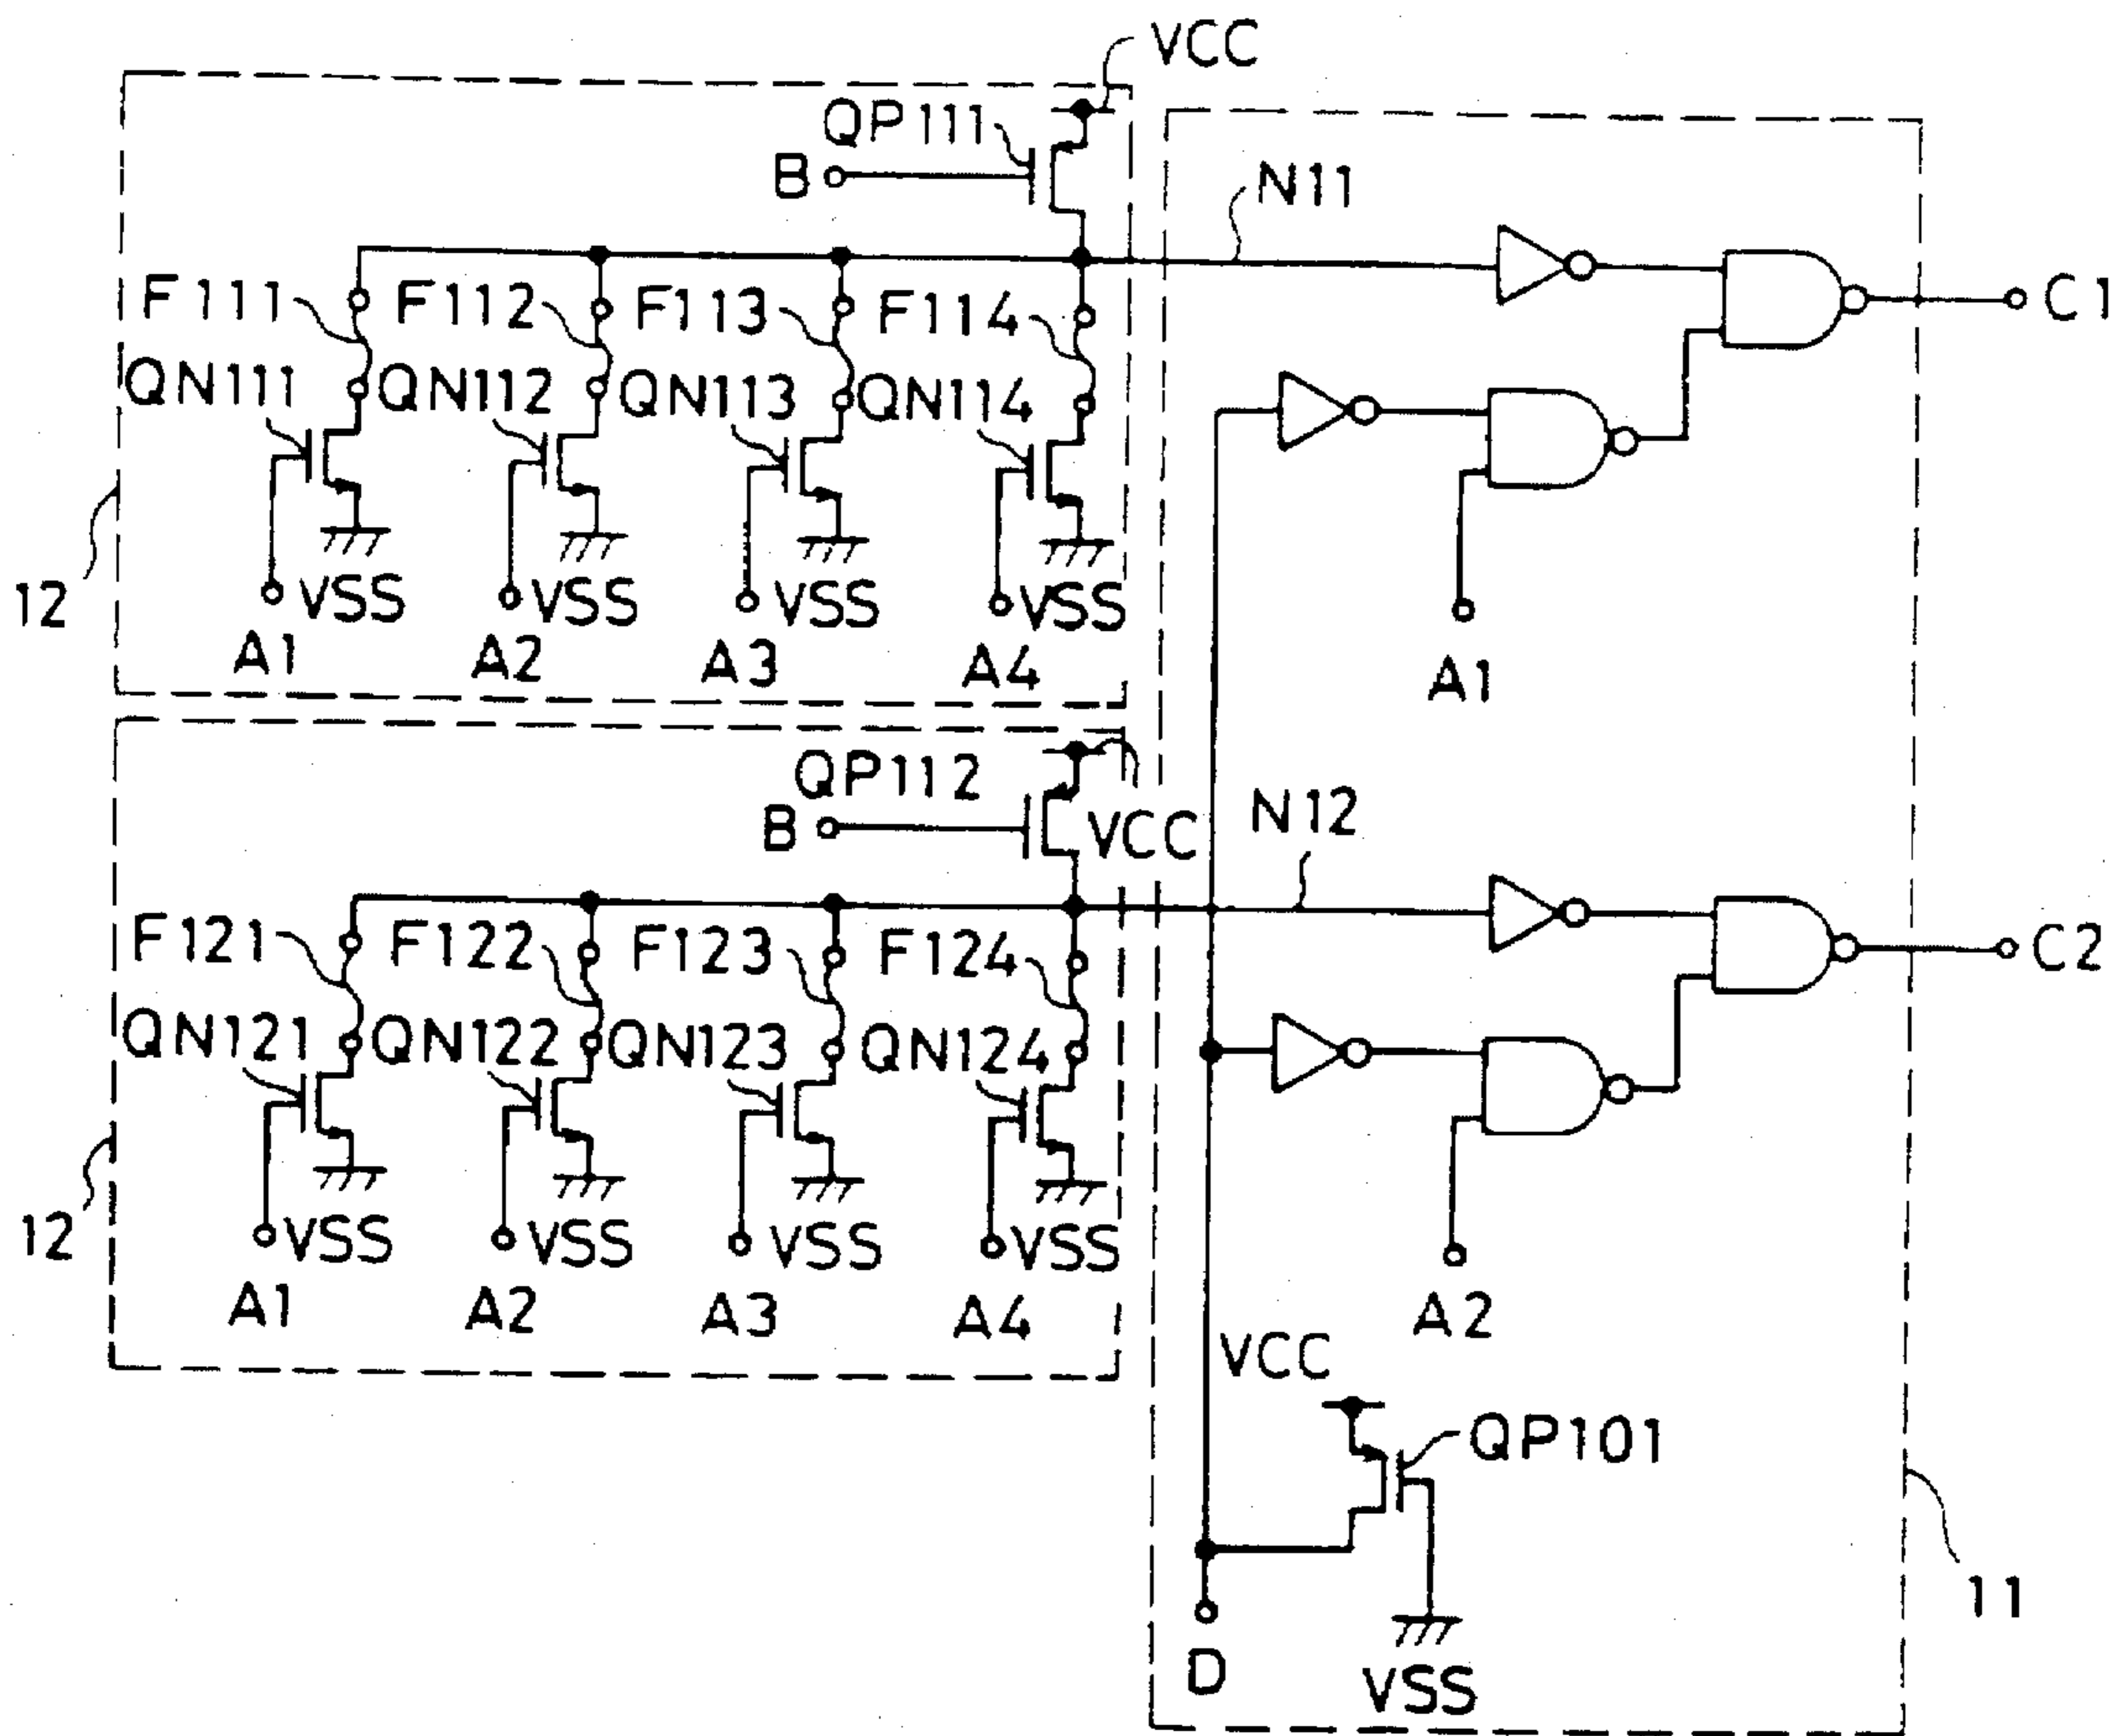 VCC
QP111
B
N11
F111
F112
F113
F114
C1
QN111
QN112
QN113
QN114
12
VSS
VSS
VSS
VSS
A1
A2
A3
A4
A1
QP112
B
VCC
N12
F121
F122
F123
F124
C2
QN121
QN122
QN123
QN124
12
VSS
VSS
VSS
VSS
A1
A2
A3
A4
A2
VCC
QP101
11
D
VSS